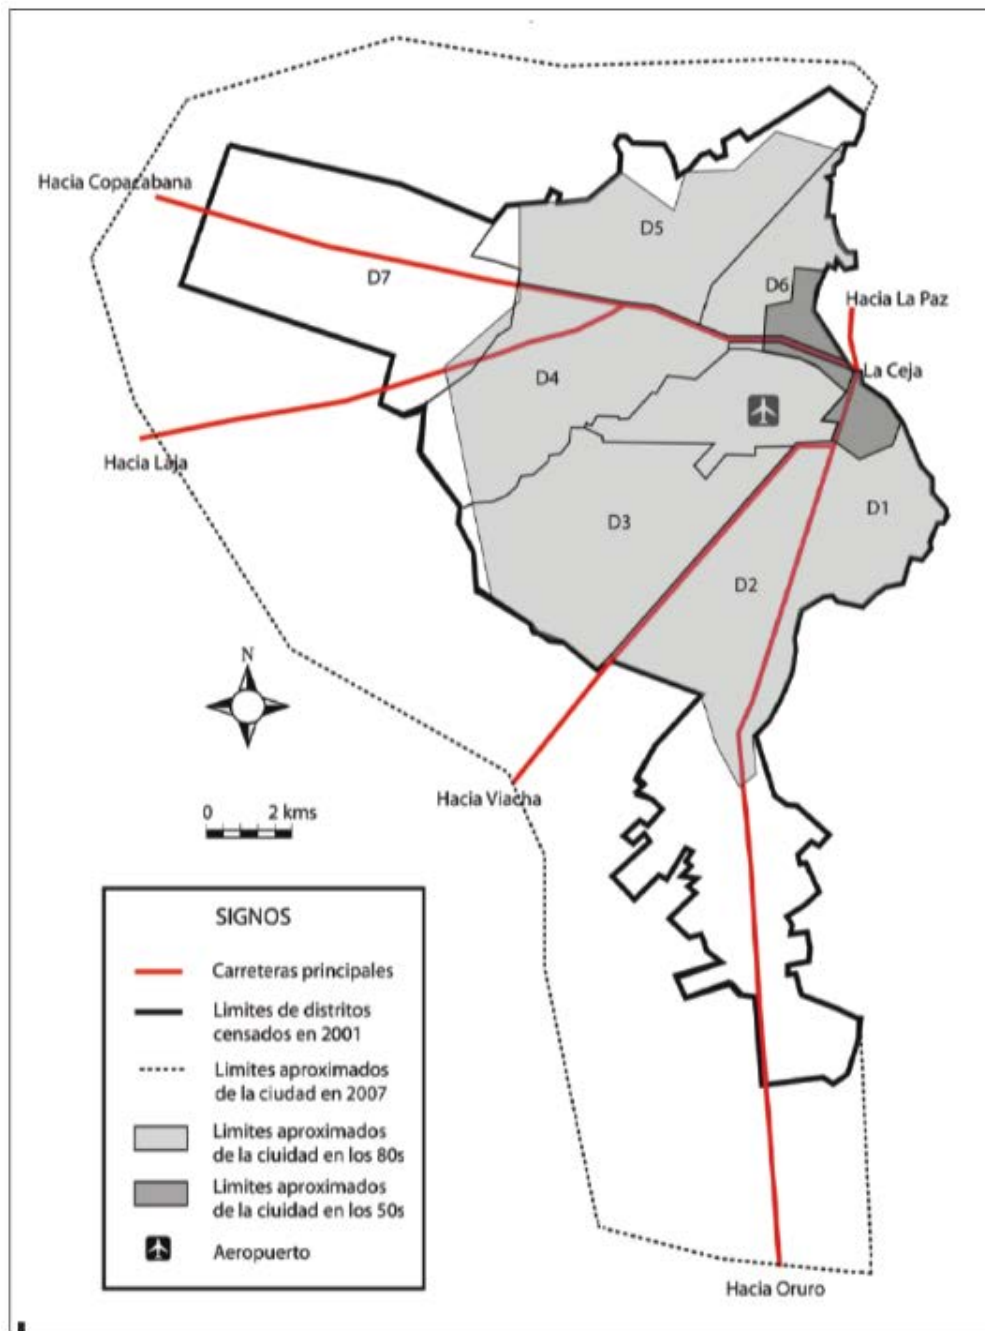 Hacia Copacabana
D5
D7
D6
Hacia La Paz
La Ceja
D4
Hacia Laja
D1
D3
D2
N
0 2 kms
Hacia Viacha
SIGNOS
Carreteras principales
Limites de distritos
censados en 2001
Limites aproximados
de la ciudad en 2007
Limites aproximados
de la ciuidad en los 80s
Limites aproximados
de la ciuidad en los 50s
Aeropuerto
Hacia Oruro